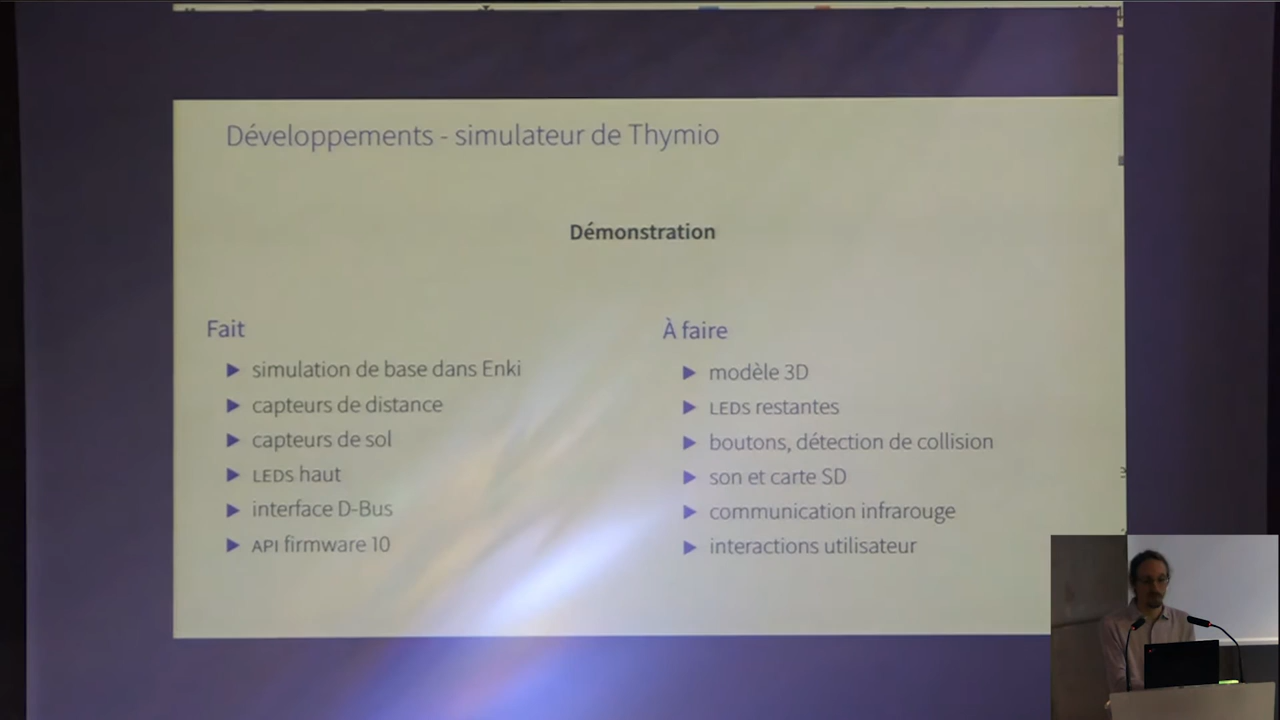 Développements - simulateur de Thymio
Démonstration
Fait
simulation de base dans Enki
capteurs de distance
capteurs de sol
LEDS haut
interface D-Bus
API firmware 10
À faire
modèle 3D
LEDS restantes
boutons, détection de collision
son et carte SD
communication infrarouge
interactions utilisateur